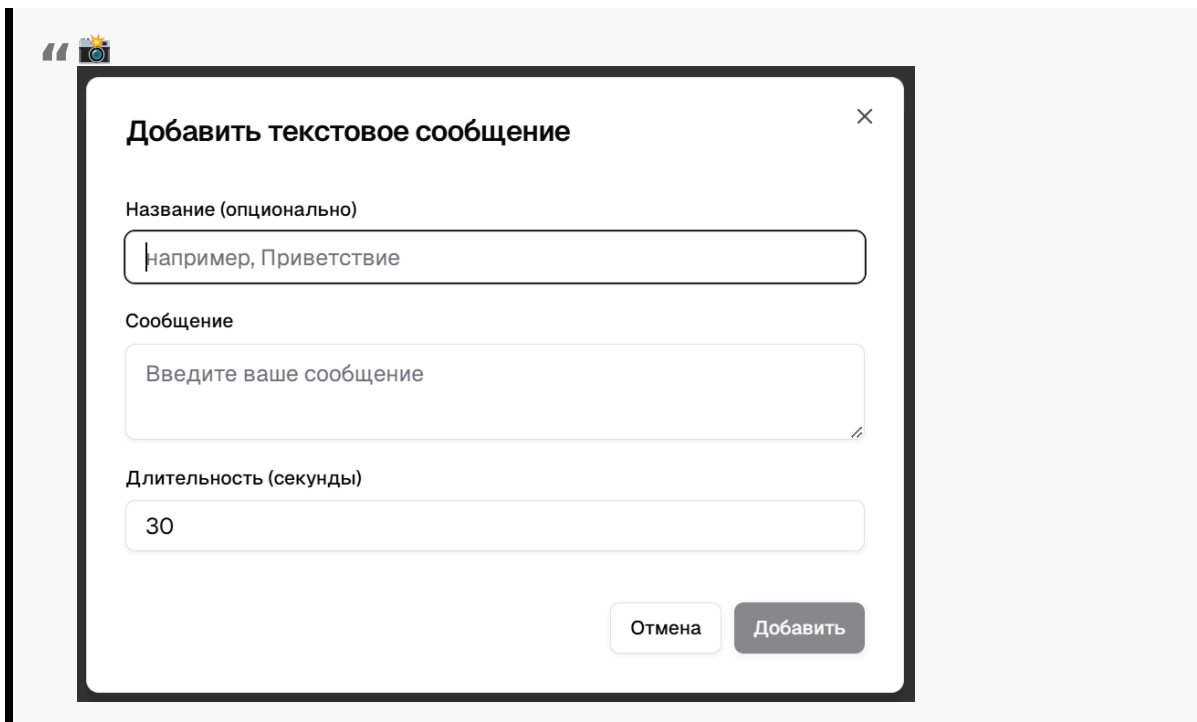 “ 📸
Добавить текстовое сообщение
Название (опционально)
например, Приветствие
Сообщение
Введите ваше сообщение
Длительность (секунды)
30
Отмена
Добавить